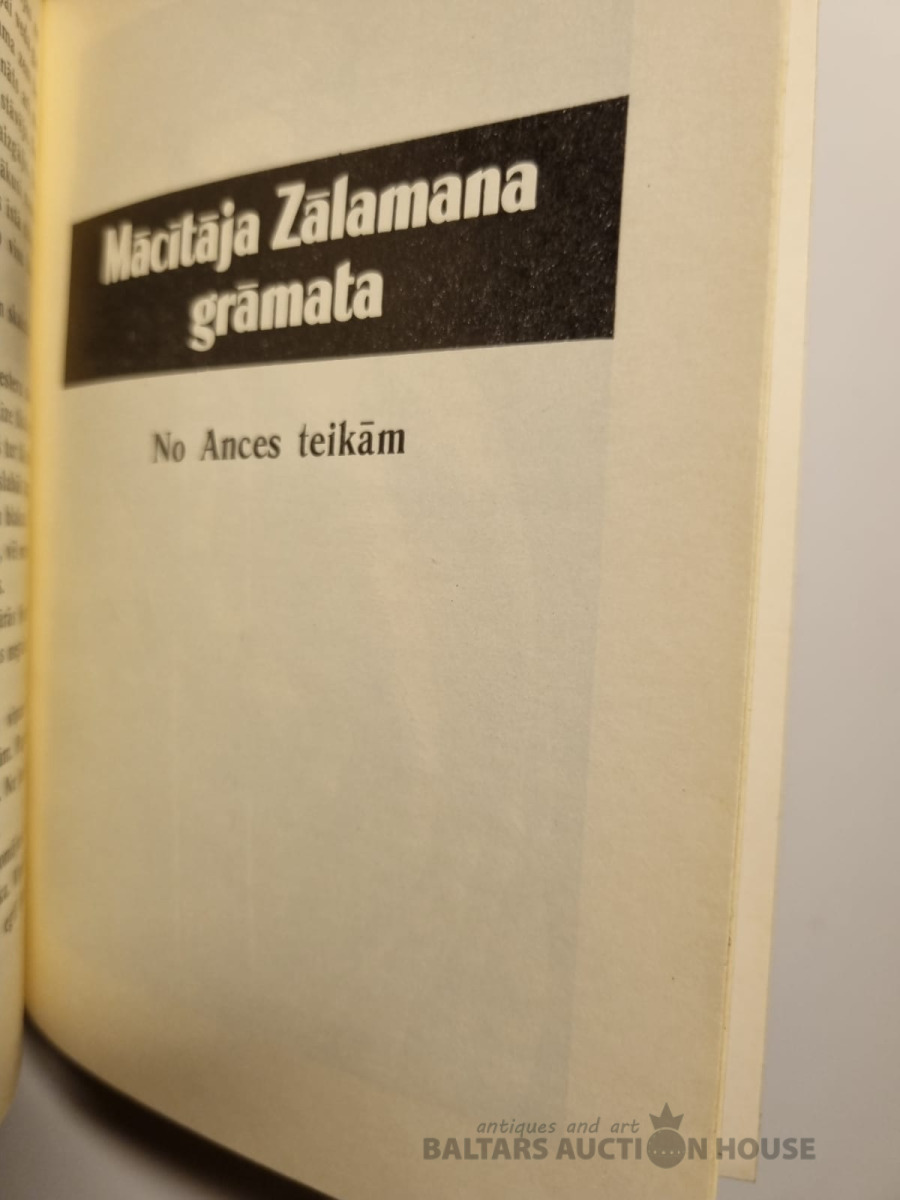 Mācītāja Zālamana
grāmata
No Ances teikām
antiques and art
BALTARS AUCTION HOUSE